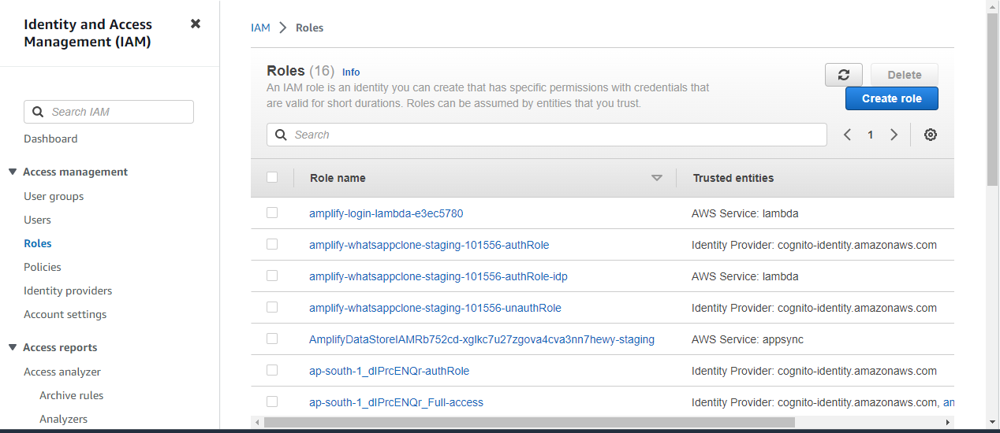 Identity and Access
Management (IAM)
Search IAM
Dashboard
Access management
User groups
Users
Roles
Policies
Identity providers
Account settings
Access reports
Access analyzer
Archive rules
Analyzers
IAM > Roles
Roles (16) Info
An IAM role is an identity you can create that has specific permissions with credentials that
are valid for short durations. Roles can be assumed by entities that you trust.
Delete
Create role
Search
1
Role name Trusted entities
amplify-login-lambda-e3ec5780 AWS Service: lambda
amplify-whatsappclone-staging-101556-authRole Identity Provider: cognito-identity.amazonaws.com
amplify-whatsappclone-staging-101556-authRole-idp AWS Service: lambda
amplify-whatsappclone-staging-101556-unauthRole Identity Provider: cognito-identity.amazonaws.com
AmplifyDataStoreIAMRb752cd-xglkc7u27zgova4cva3nn7hewy-staging AWS Service: appsync
ap-south-1_dIPrcENQr-authRole Identity Provider: cognito-identity.amazonaws.com
ap-south-1_dIPrcENQr_Full-access Identity Provider: cognito-identity.amazonaws.com, an